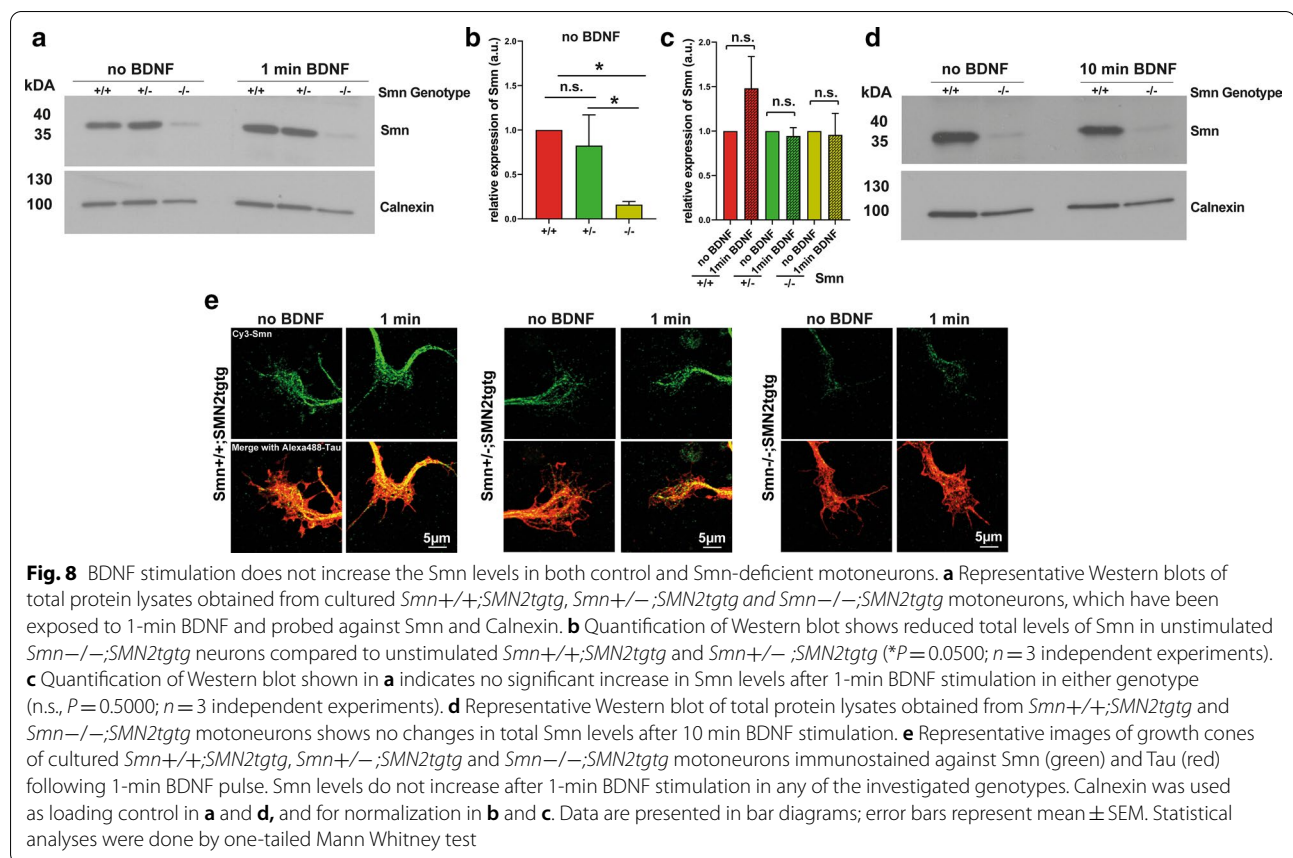 a
no BDNF 1 min BDNF
kDA +/+ +/- -/- +/+ +/- -/- Smn Genotype
40
35 Smn
130
100 Calnexin
b
no BDNF
relative expression of Smn (a.u.)
2.0
1.5
1.0
0.5
0.0
*
n.s.
*
+/+ +/- -/-
c
relative expression of Smn (a.u.)
2.0
1.5
1.0
0.5
0.0
n.s.
n.s.
n.s.
no BDNF 1min BDNF no BDNF 1min BDNF no BDNF 1min BDNF
+/+ +/- -/- Smn
d
no BDNF 10 min BDNF
kDA +/+ -/- +/+ -/- Smn Genotype
40
35 Smn
130
100 Calnexin
e
no BDNF 1 min no BDNF 1 min no BDNF 1 min
Cy3-Smn
Merge with Alexa488-Tau
Smn+/+;SMN2tgtg
Smn+/-;SMN2tgtg
Smn-/-;SMN2tgtg
5µm 5µm 5µm
Fig. 8 BDNF stimulation does not increase the Smn levels in both control and Smn-deficient motoneurons. a Representative Western blots of
total protein lysates obtained from cultured Smn+/+;SMN2tgtg, Smn+/−;SMN2tgtg and Smn−/−;SMN2tgtg motoneurons, which have been
exposed to 1-min BDNF and probed against Smn and Calnexin. b Quantification of Western blot shows reduced total levels of Smn in unstimulated
Smn−/−;SMN2tgtg neurons compared to unstimulated Smn+/+;SMN2tgtg and Smn+/− ;SMN2tgtg (*P = 0.0500; n = 3 independent experiments).
c Quantification of Western blot shown in a indicates no significant increase in Smn levels after 1-min BDNF stimulation in either genotype
(n.s., P = 0.5000; n = 3 independent experiments). d Representative Western blot of total protein lysates obtained from Smn+/+;SMN2tgtg and
Smn−/−;SMN2tgtg motoneurons shows no changes in total Smn levels after 10 min BDNF stimulation. e Representative images of growth cones
of cultured Smn+/+;SMN2tgtg, Smn+/−;SMN2tgtg and Smn−/−;SMN2tgtg motoneurons immunostained against Smn (green) and Tau (red)
following 1-min BDNF pulse. Smn levels do not increase after 1-min BDNF stimulation in any of the investigated genotypes. Calnexin was used
as loading control in a and d, and for normalization in b and c. Data are presented in bar diagrams; error bars represent mean ± SEM. Statistical
analyses were done by one-tailed Mann Whitney test